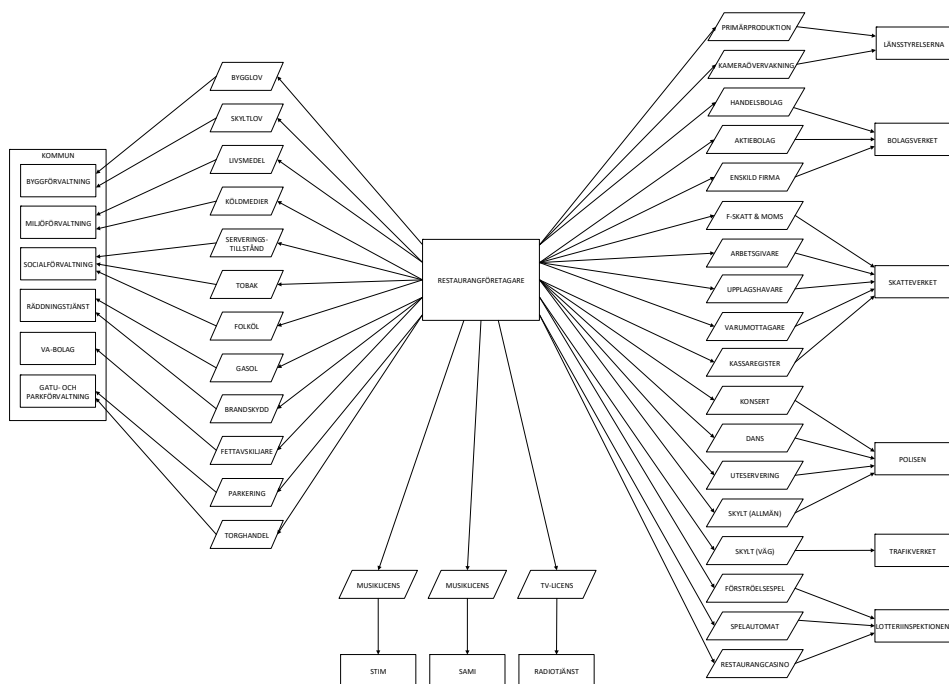 KOMMUN
BYGGFÖRVALTNING
MILJÖFÖRVALTNING
SOCIALFÖRVALTNING
RÄDDNINGSTJÄNST
VA-BOLAG
GATU- OCH
PARKFÖRVALTNING
BYGGLOV
SKYLTLOV
LIVSMEDEL
KÖLDMEDIER
SERVERINGS-
TILLSTÅND
TOBAK
FOLKÖL
GASOL
BRANDSKYDD
FETTAVSKILJARE
PARKERING
TORGHANDEL
RESTAURANGFÖRETAGARE
MUSIKLICENS
MUSIKLICENS
TV-LICENS
STIM
SAMI
RADIOTJÄNST
PRIMÄRPRODUKTION
KAMERAÖVERVAKNING
HANDELSBOLAG
AKTIEBOLAG
ENSKILD FIRMA
F-SKATT & MOMS
ARBETSGIVARE
UPPLAGSHAVARE
VARUMOTTAGARE
KASSAREGISTER
KONSERT
DANS
UTESERVERING
SKYLT (ALLMÄN)
SKYLT (VÄG)
FÖRSTRÖELSESPEL
SPELAUTOMAT
RESTAURANGCASINO
LÄNSSTYRELSERNA
BOLAGSVERKET
SKATTEVERKET
POLISEN
TRAFIKVERKET
LOTTERIINSPEKTIONEN